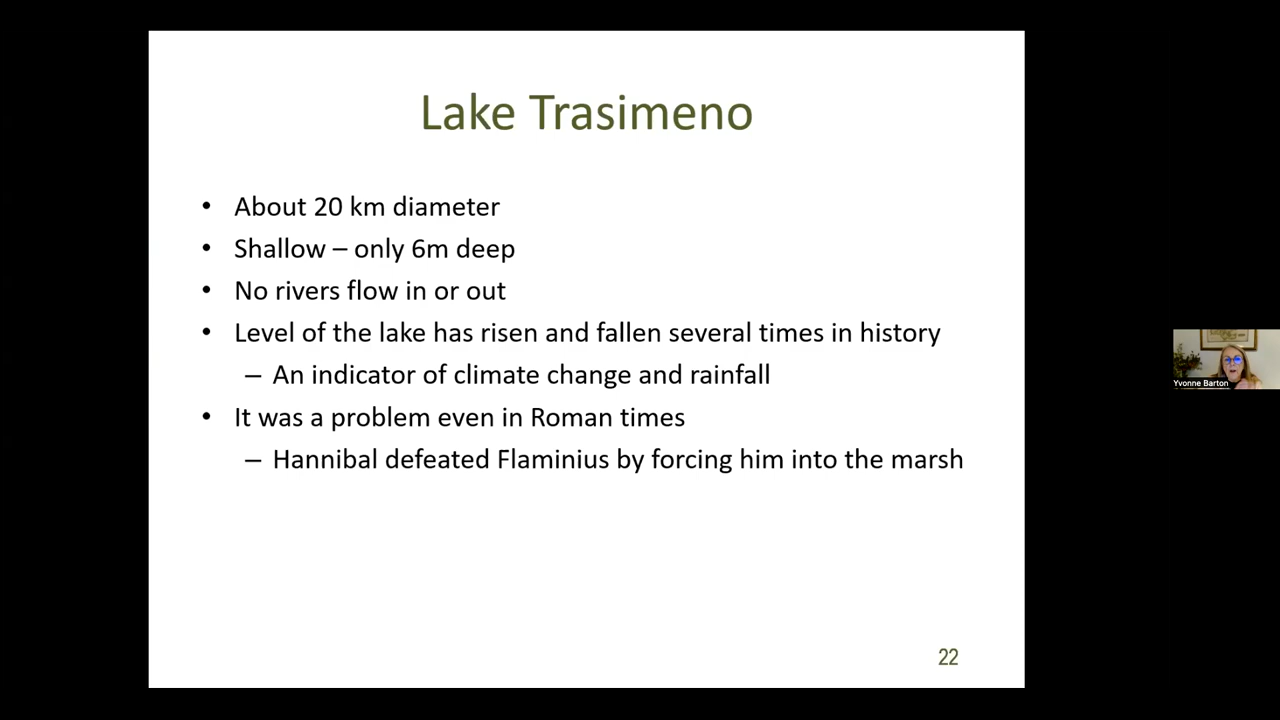 Lake Trasimeno
• About 20 km diameter
• Shallow – only 6m deep
• No rivers flow in or out
• Level of the lake has risen and fallen several times in history
– An indicator of climate change and rainfall
• It was a problem even in Roman times
– Hannibal defeated Flaminius by forcing him into the marsh
Yvonne Barton
22